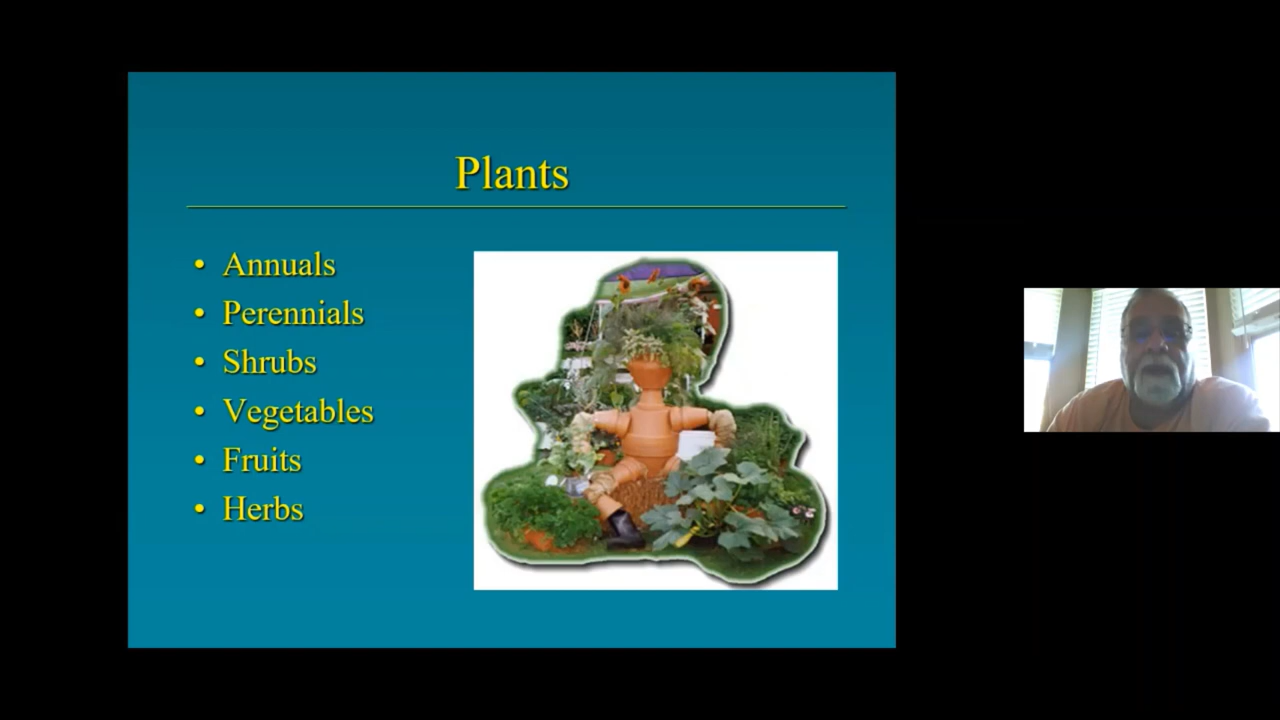 Plants
• Annuals
• Perennials
• Shrubs
• Vegetables
• Fruits
• Herbs